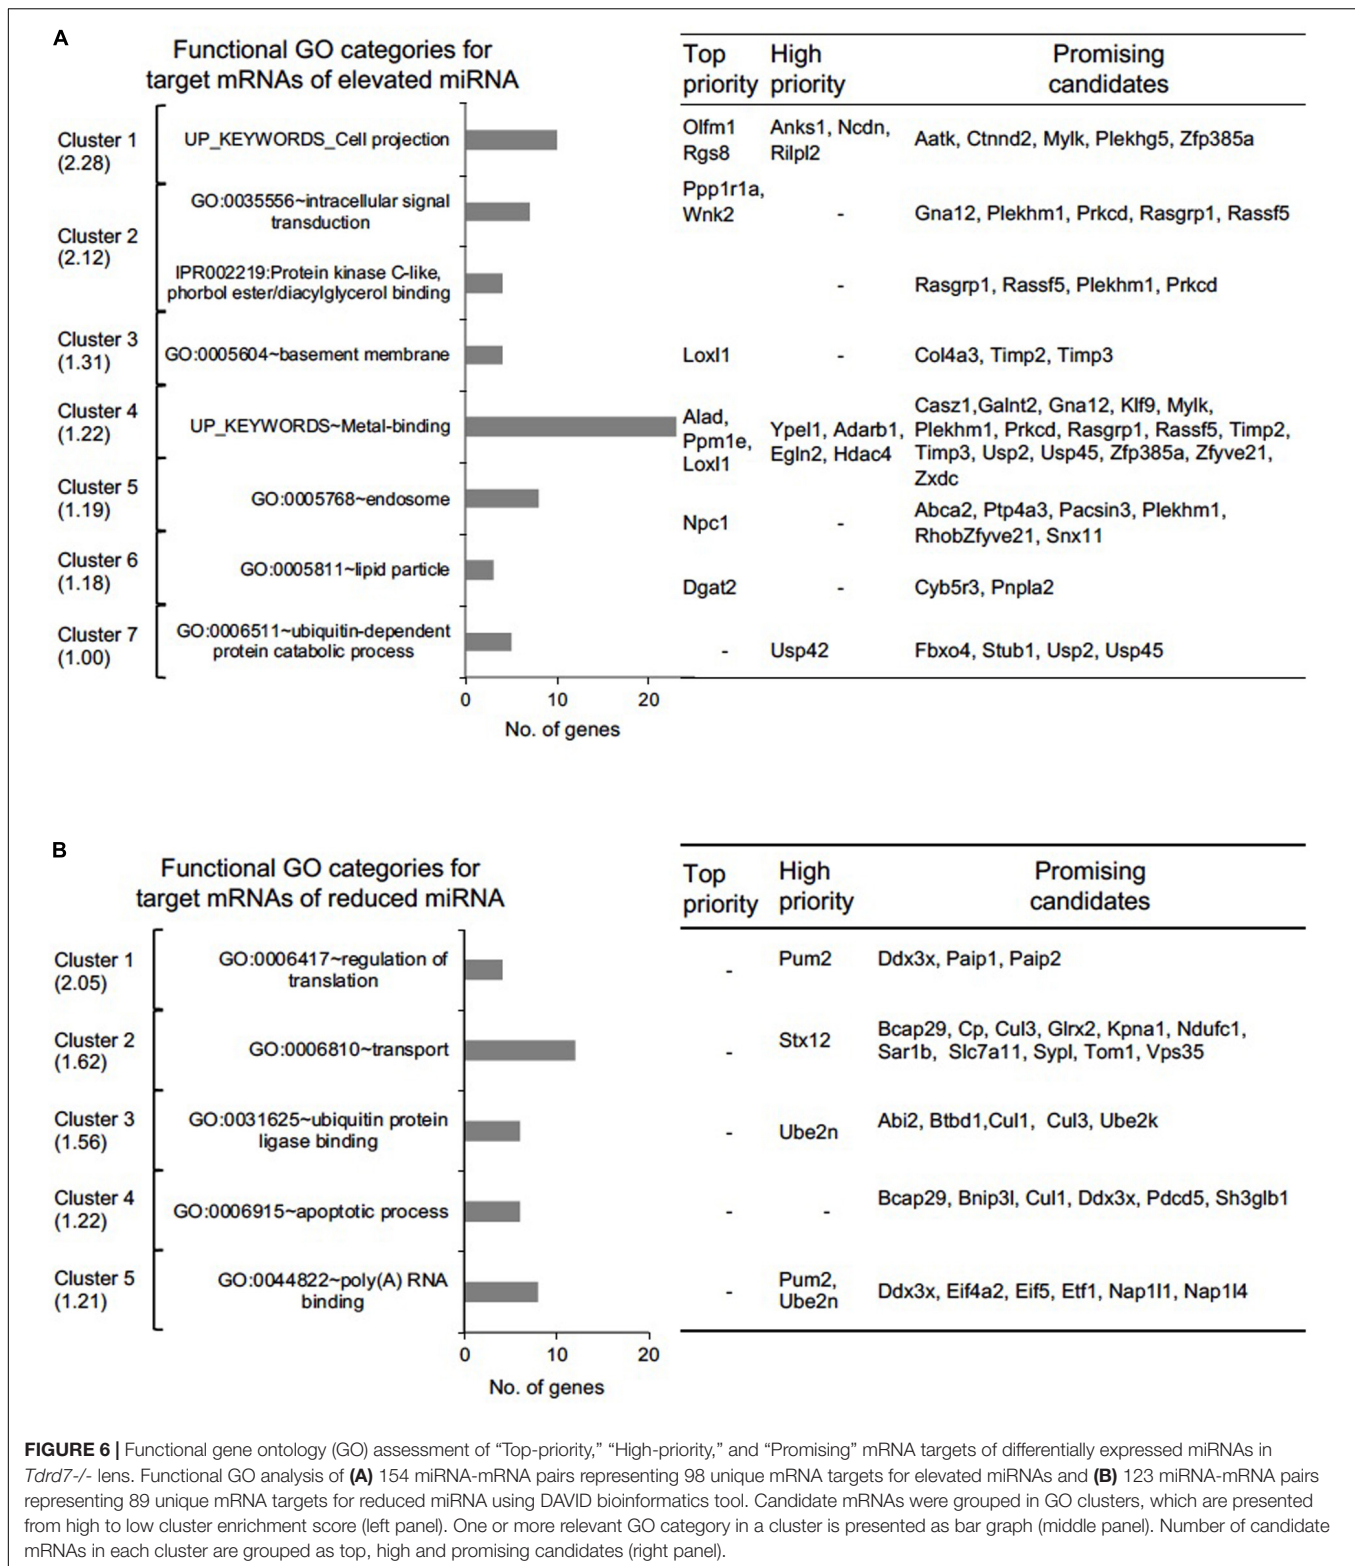 A
Functional GO categories for
target mRNAs of elevated miRNA
Top
priority
High
priority
Promising
candidates
Cluster 1
(2.28)
UP_KEYWORDS_Cell projection
Olfm1
Rgs8
Anks1, Ncdn,
Rilpl2
Aatk, Ctnnd2, Mylk, Plekhg5, Zfp385a
Cluster 2
(2.12)
GO:0035556~intracellular signal
transduction
Ppp1r1a,
Wnk2
-
Gna12, Plekhm1, Prkcd, Rasgrp1, Rassf5
IPR002219:Protein kinase C-like,
phorbol ester/diacylglycerol binding
-
Rasgrp1, Rassf5, Plekhm1, Prkcd
Cluster 3
(1.31)
GO:0005604~basement membrane
Loxl1
-
Col4a3, Timp2, Timp3
Cluster 4
(1.22)
UP_KEYWORDS~Metal-binding
Alad,
Ppm1e,
Loxl1
Ypel1, Adarb1,
Egln2, Hdac4
Casz1,Galnt2, Gna12, Klf9, Mylk,
Plekhm1, Prkcd, Rasgrp1, Rassf5, Timp2,
Timp3, Usp2, Usp45, Zfp385a, Zfyve21,
Zxdc
Cluster 5
(1.19)
GO:0005768~endosome
Npc1
-
Abca2, Ptp4a3, Pacsin3, Plekhm1,
RhobZfyve21, Snx11
Cluster 6
(1.18)
GO:0005811~lipid particle
Dgat2
-
Cyb5r3, Pnpla2
Cluster 7
(1.00)
GO:0006511~ubiquitin-dependent
protein catabolic process
-
Usp42
Fbxo4, Stub1, Usp2, Usp45
0 10 20
No. of genes
B
Functional GO categories for
target mRNAs of reduced miRNA
Top
priority
High
priority
Promising
candidates
Cluster 1
(2.05)
GO:0006417~regulation of
translation
-
Pum2
Ddx3x, Paip1, Paip2
Cluster 2
(1.62)
GO:0006810~transport
-
Stx12
Bcap29, Cp, Cul3, Glrx2, Kpna1, Ndufc1,
Sar1b, Slc7a11, Sypl, Tom1, Vps35
Cluster 3
(1.56)
GO:0031625~ubiquitin protein
ligase binding
-
Ube2n
Abi2, Btbd1,Cul1, Cul3, Ube2k
Cluster 4
(1.22)
GO:0006915~apoptotic process
-
-
Bcap29, Bnip3l, Cul1, Ddx3x, Pdcd5, Sh3glb1
Cluster 5
(1.21)
GO:0044822~poly(A) RNA
binding
-
Pum2,
Ube2n
Ddx3x, Eif4a2, Eif5, Etf1, Nap1l1, Nap1l4
0 10 20
No. of genes
FIGURE 6 | Functional gene ontology (GO) assessment of “Top-priority,” “High-priority,” and “Promising” mRNA targets of differentially expressed miRNAs in
Tdrd7-/- lens. Functional GO analysis of (A) 154 miRNA-mRNA pairs representing 98 unique mRNA targets for elevated miRNAs and (B) 123 miRNA-mRNA pairs
representing 89 unique mRNA targets for reduced miRNA using DAVID bioinformatics tool. Candidate mRNAs were grouped in GO clusters, which are presented
from high to low cluster enrichment score (left panel). One or more relevant GO category in a cluster is presented as bar graph (middle panel). Number of candidate
mRNAs in each cluster are grouped as top, high and promising candidates (right panel).